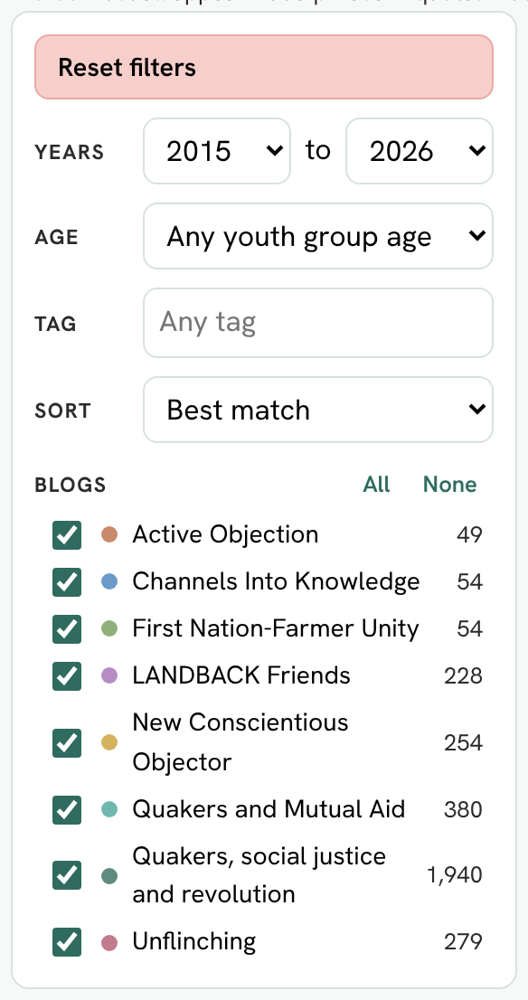 Reset filters
YEARS 2015 to 2026
AGE Any youth group age
TAG Any tag
SORT Best match
BLOGS All None
Active Objection 49
Channels Into Knowledge 54
First Nation-Farmer Unity 54
LANDBACK Friends 228
New Conscientious
Objector 254
Quakers and Mutual Aid 380
Quakers, social justice
and revolution 1,940
Unflinching 279